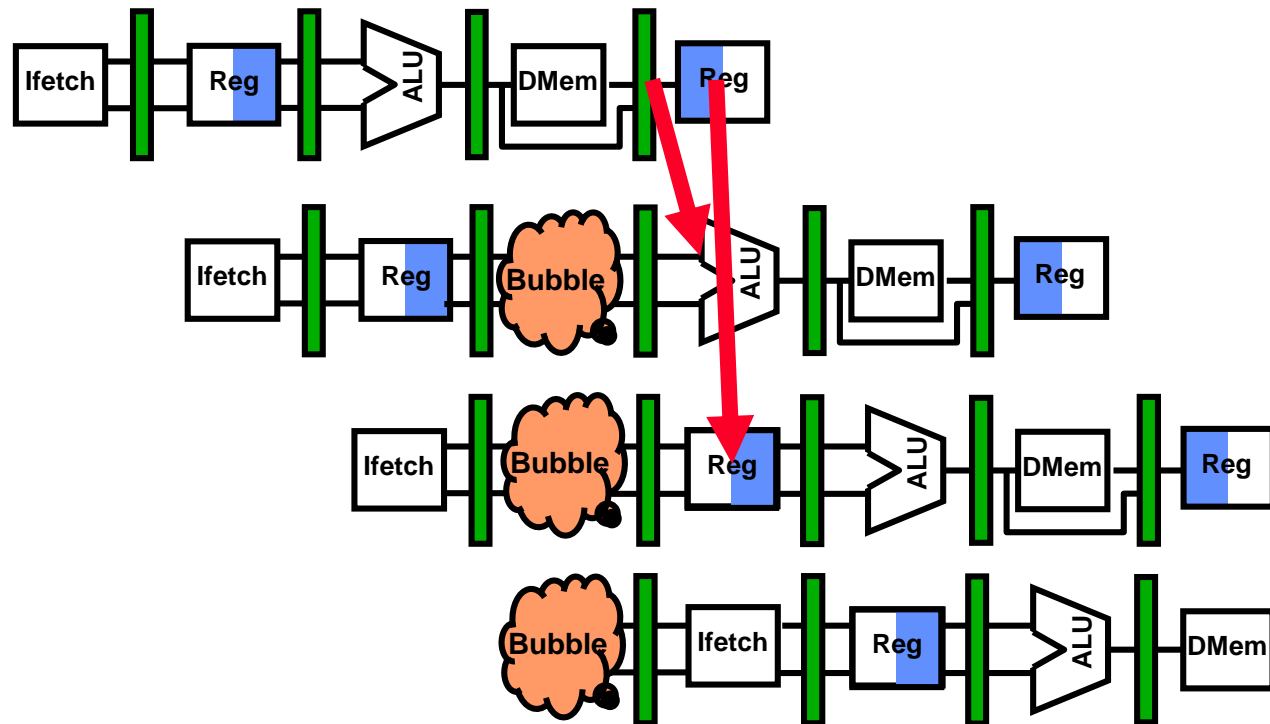 Ifetch Reg ALU DMem Reg
Ifetch Reg Bubble ALU DMem Reg
Ifetch Bubble Reg ALU DMem Reg
Bubble Ifetch Reg ALU DMem